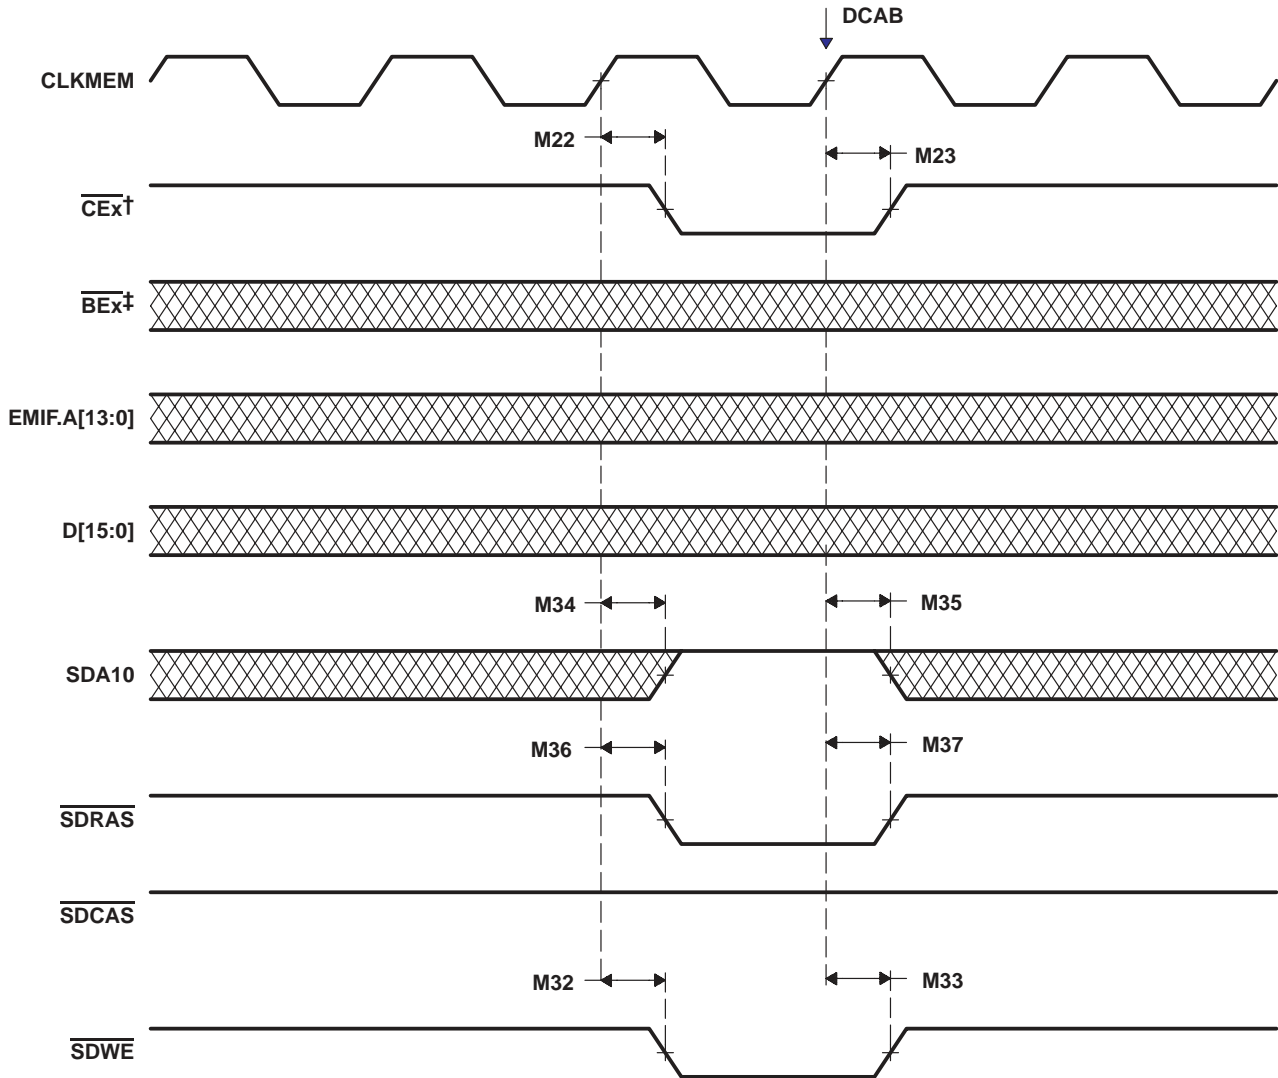 DCAB
CLKMEM
M22
M23
CEx†
BEx‡
EMIF.A[13:0]
D[15:0]
M34
M35
SDA10
M36
M37
SDRAS
SDCAS
M32
M33
SDWE